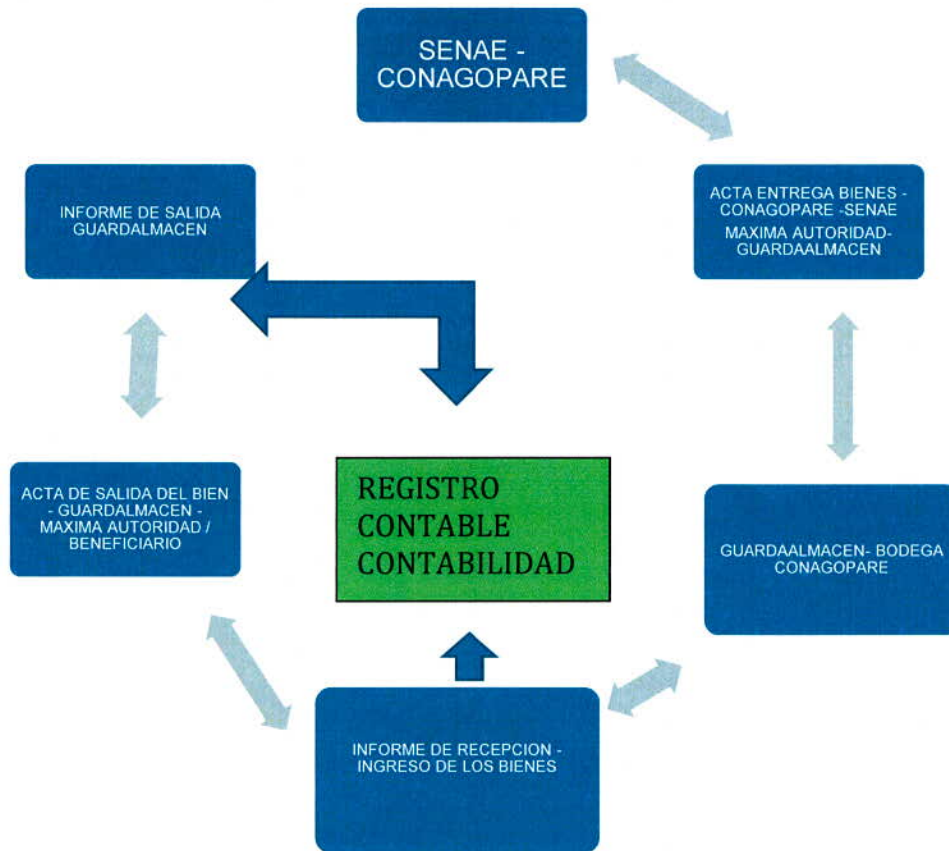 SENAE -
CONAGOPARE
INFORME DE SALIDA
GUARDALMACEN
ACTA ENTREGA BIENES -
CONAGOPARE -SENAE
MAXIMA AUTORIDAD-
GUARDAALMACEN
ACTA DE SALIDA DEL BIEN
- GUARDALMACEN -
MAXIMA AUTORIDAD /
BENEFICIARIO
REGISTRO
CONTABLE
CONTABILIDAD
GUARDAALMACEN- BODEGA
CONAGOPARE
INFORME DE RECEPCION -
INGRESO DE LOS BIENES